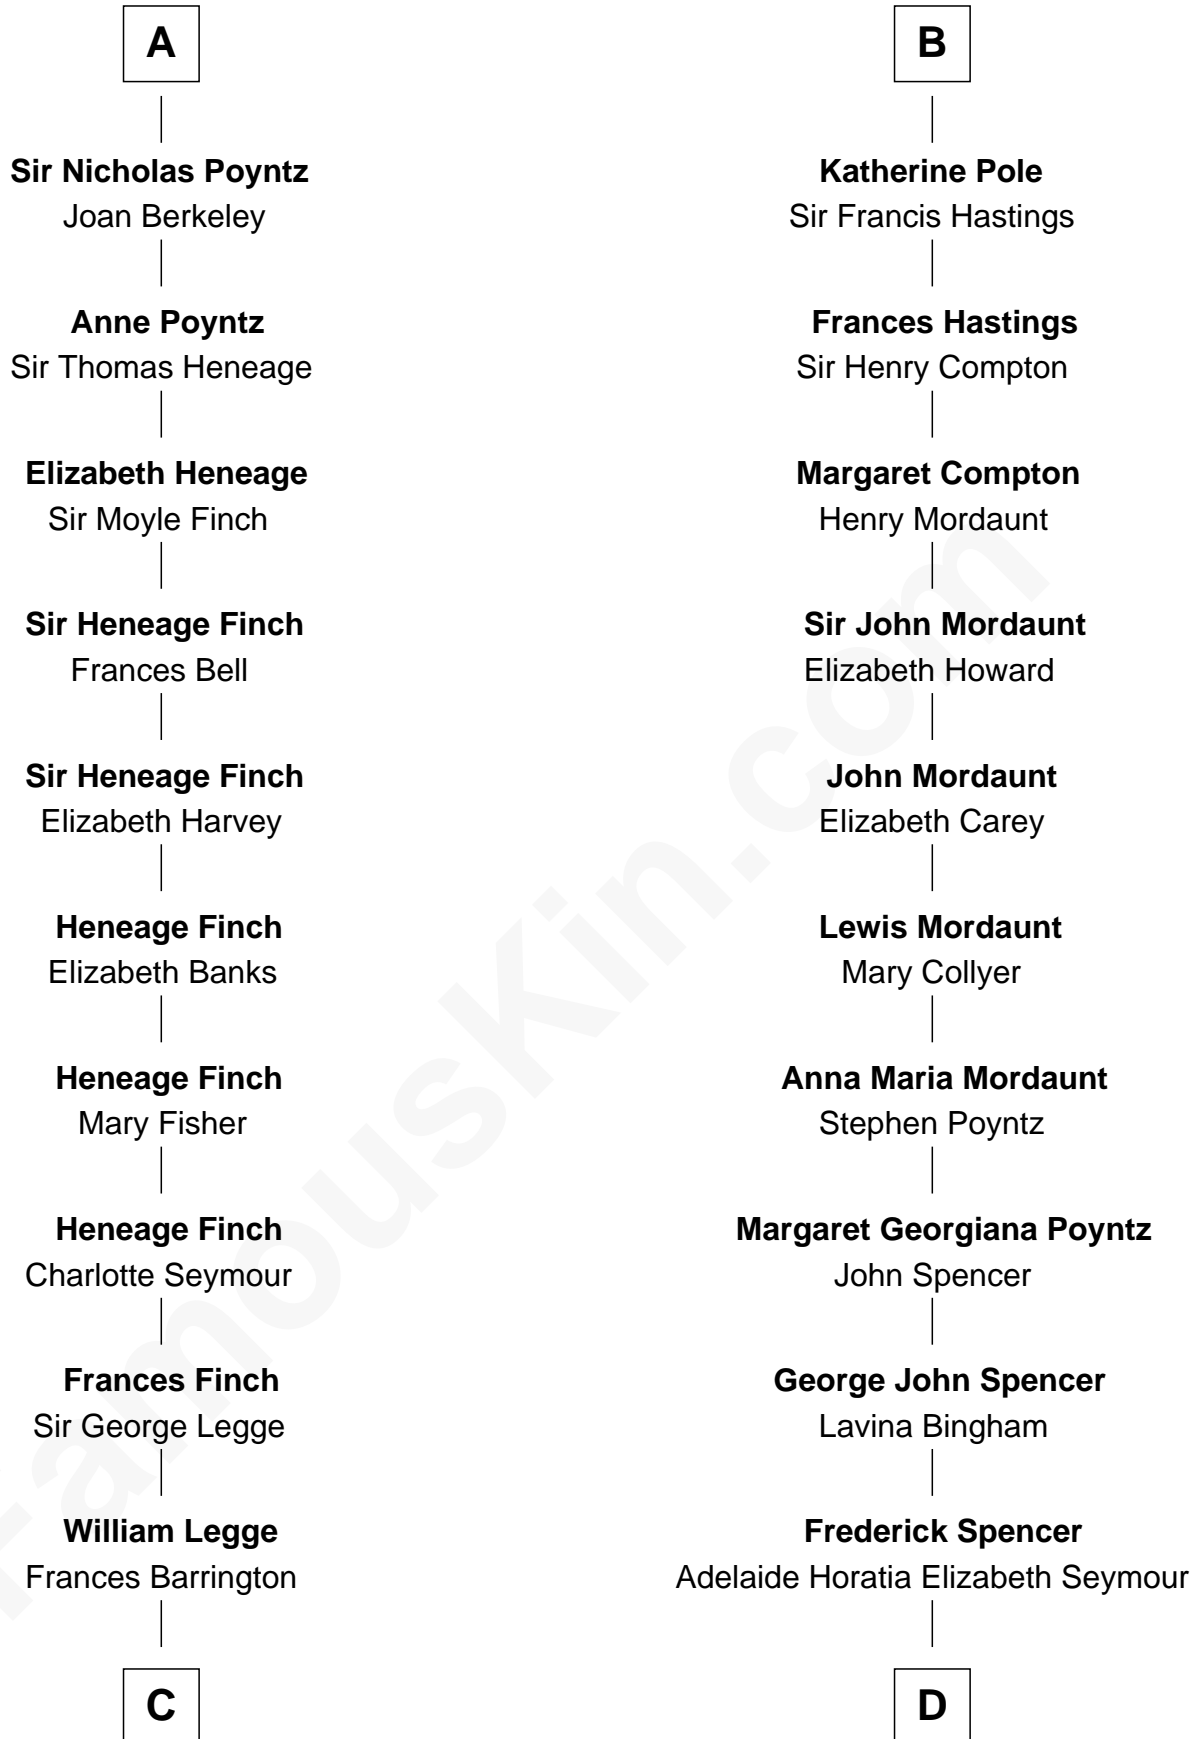 A
Sir Nicholas Poyntz
Joan Berkeley
Anne Poyntz
Sir Thomas Heneage
Elizabeth Heneage
Sir Moyle Finch
Sir Heneage Finch
Frances Bell
Sir Heneage Finch
Elizabeth Harvey
Heneage Finch
Elizabeth Banks
Heneage Finch
Mary Fisher
Heneage Finch
Charlotte Seymour
Frances Finch
Sir George Legge
William Legge
Frances Barrington
C
B
Katherine Pole
Sir Francis Hastings
Frances Hastings
Sir Henry Compton
Margaret Compton
Henry Mordaunt
Sir John Mordaunt
Elizabeth Howard
John Mordaunt
Elizabeth Carey
Lewis Mordaunt
Mary Collyer
Anna Maria Mordaunt
Stephen Poyntz
Margaret Georgiana Poyntz
John Spencer
George John Spencer
Lavina Bingham
Frederick Spencer
Adelaide Horatia Elizabeth Seymour
D
FamousKin.com